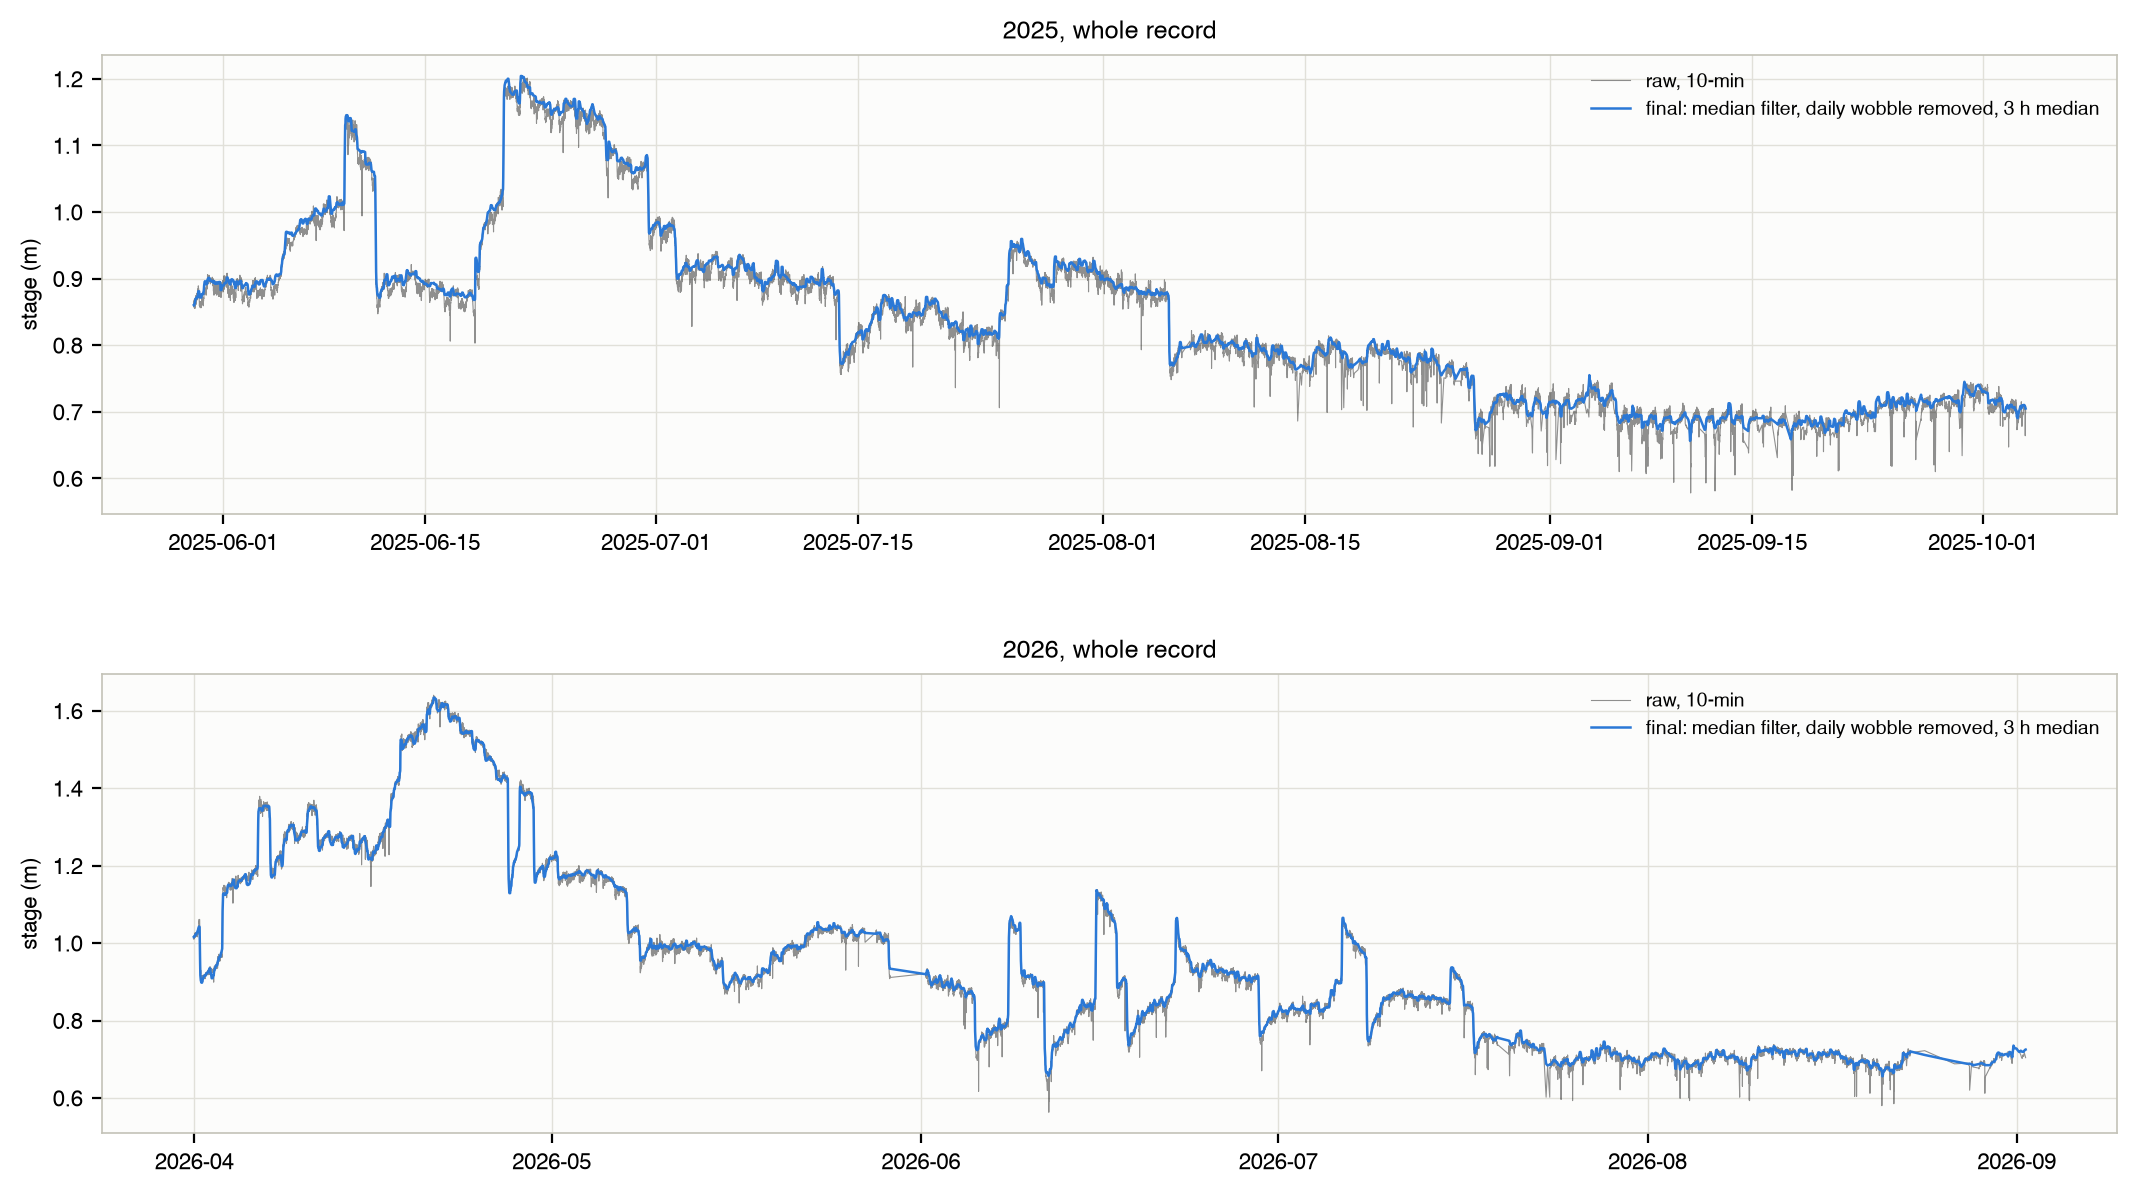 2025, whole record
raw, 10-min
final: median filter, daily wobble removed, 3 h median
stage (m)
1.2
1.1
1.0
0.9
0.8
0.7
0.6
2025-06-01 2025-06-15 2025-07-01 2025-07-15 2025-08-01 2025-08-15 2025-09-01 2025-09-15 2025-10-01
2026, whole record
raw, 10-min
final: median filter, daily wobble removed, 3 h median
stage (m)
1.6
1.4
1.2
1.0
0.8
0.6
2026-04 2026-05 2026-06 2026-07 2026-08 2026-09